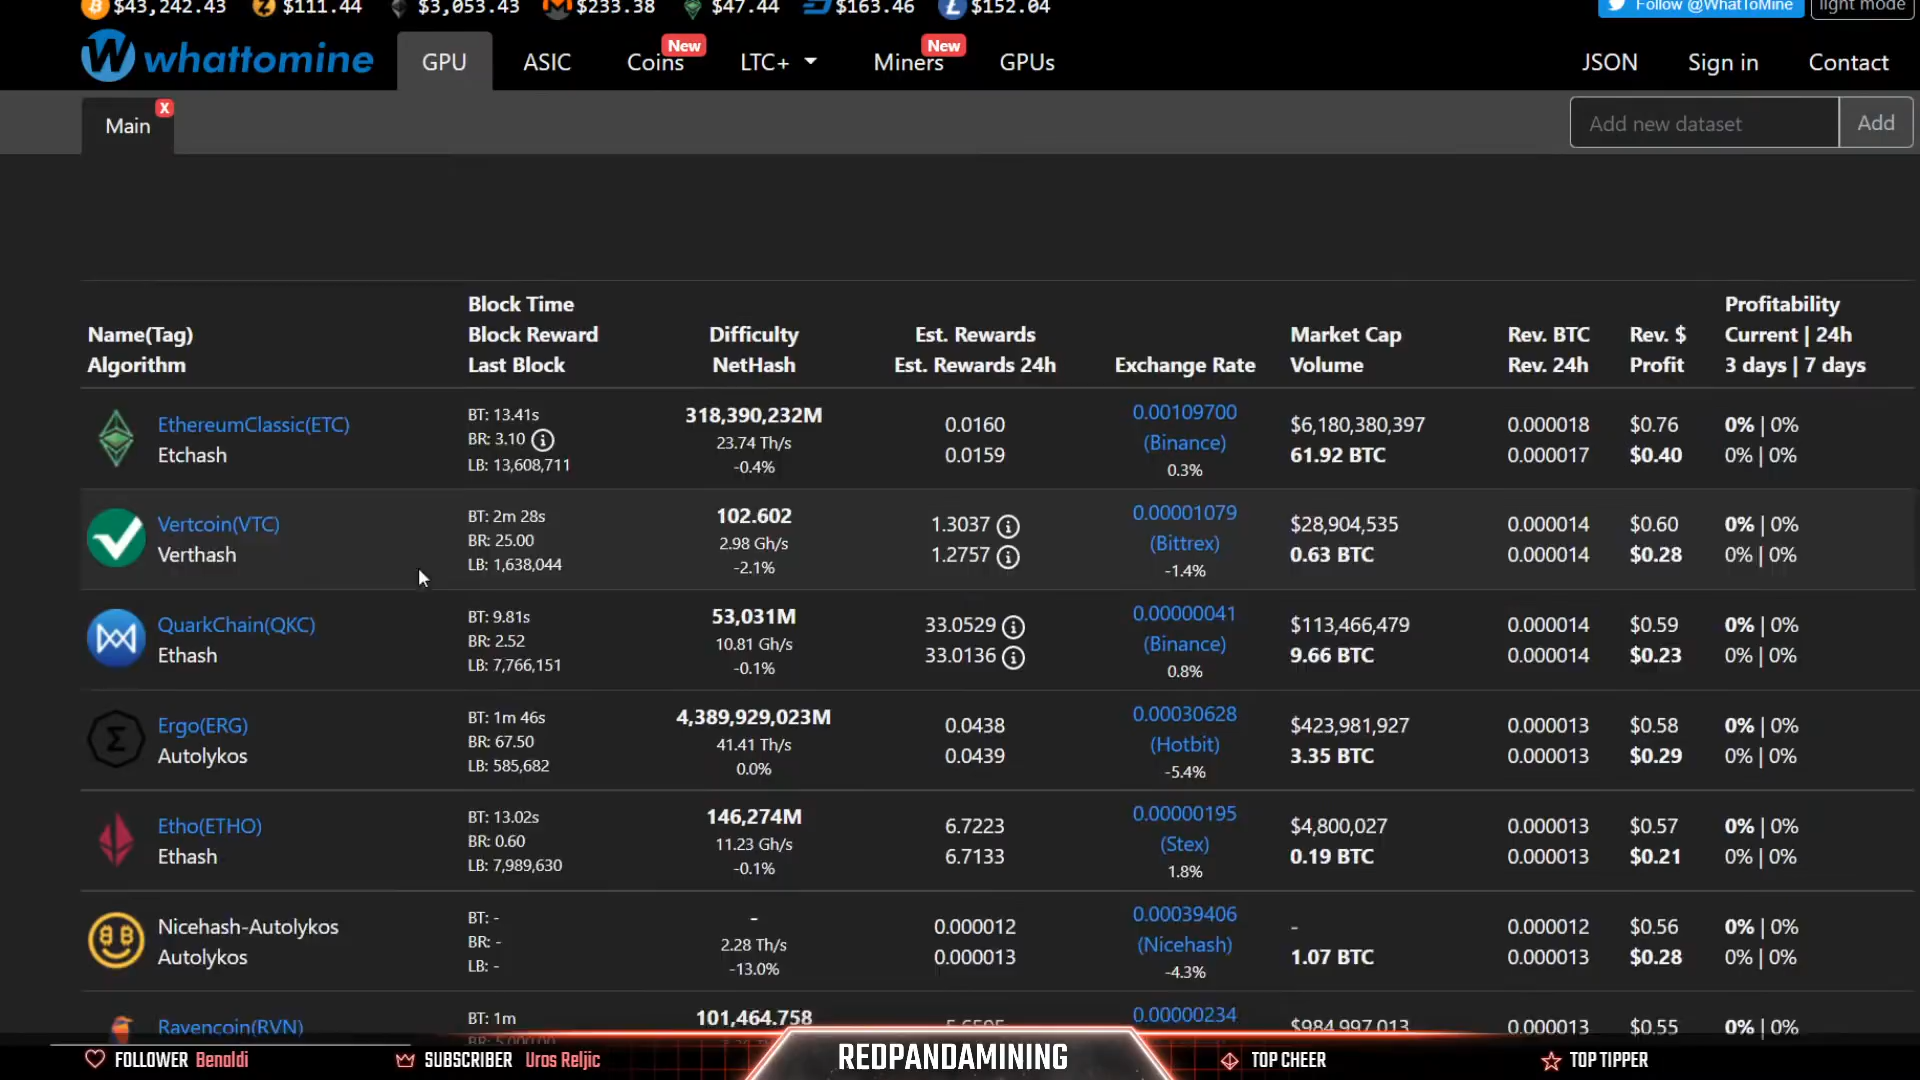 $43,242.43 $111.44 $3,053.43 $233.38 $47.44 $163.46 $152.04 Follow @WhatToMine light mode
W whattomine GPU ASIC Coins New LTC+ Miners New GPUs JSON Sign in Contact
Main x Add new dataset Add
Name(Tag)
Algorithm
Block Time
Block Reward
Last Block
Difficulty
NetHash
Est. Rewards
Est. Rewards 24h
Exchange Rate
Market Cap
Volume
Rev. BTC
Rev. 24h
Rev. $
Profit
Profitability
Current | 24h
3 days | 7 days
EthereumClassic(ETC)
Etchash
BT: 13.41s
BR: 3.10
LB: 13,608,711
318,390,232M
23.74 Th/s
-0.4%
0.0160
0.0159
0.00109700
(Binance)
0.3%
$6,180,380,397
61.92 BTC
0.000018
0.000017
$0.76
$0.40
0% | 0%
0% | 0%
Vertcoin(VTC)
Verthash
BT: 2m 28s
BR: 25.00
LB: 1,638,044
102.602
2.98 Gh/s
-2.1%
1.3037
1.2757
0.00001079
(Bittrex)
-1.4%
$28,904,535
0.63 BTC
0.000014
0.000014
$0.60
$0.28
0% | 0%
0% | 0%
QuarkChain(QKC)
Ethash
BT: 9.81s
BR: 2.52
LB: 7,766,151
53,031M
10.81 Gh/s
-0.1%
33.0529
33.0136
0.00000041
(Binance)
0.8%
$113,466,479
9.66 BTC
0.000014
0.000014
$0.59
$0.23
0% | 0%
0% | 0%
Ergo(ERG)
Autolykos
BT: 1m 46s
BR: 67.50
LB: 585,682
4,389,929,023M
41.41 Th/s
0.0%
0.0438
0.0439
0.00030628
(Hotbit)
-5.4%
$423,981,927
3.35 BTC
0.000013
0.000013
$0.58
$0.29
0% | 0%
0% | 0%
Etho(ETHO)
Ethash
BT: 13.02s
BR: 0.60
LB: 7,989,630
146,274M
11.23 Gh/s
-0.1%
6.7223
6.7133
0.00000195
(Stex)
1.8%
$4,800,027
0.19 BTC
0.000013
0.000013
$0.57
$0.21
0% | 0%
0% | 0%
Nicehash-Autolykos
Autolykos
BT: -
BR: -
LB: -
-
2.28 Th/s
-13.0%
0.000012
0.000013
0.00039406
(Nicehash)
-4.3%
-
1.07 BTC
0.000012
0.000013
$0.56
$0.28
0% | 0%
0% | 0%
Ravencoin(RVN)
BT: 1m
101,464.758
0.00000234
$984,997,013
0.000013
$0.55
0% | 0%
FOLLOWER Benoldi SUBSCRIBER Uros Reljic REDPANDAMINING TOP CHEER TOP TIPPER